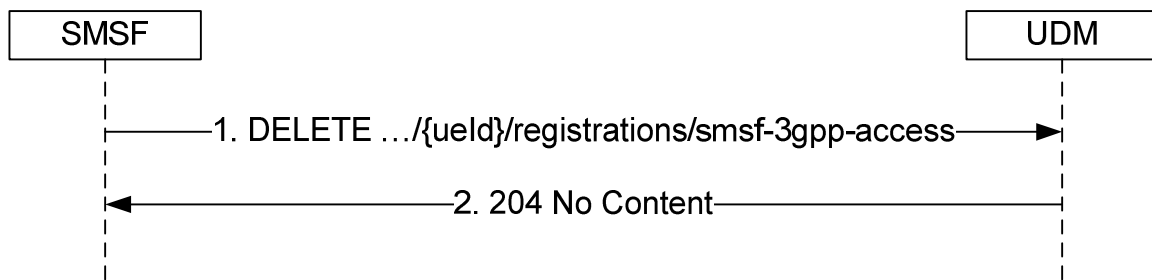 SMSF
UDM
1. DELETE …/{ueId}/registrations/smsf-3gpp-access
2. 204 No Content